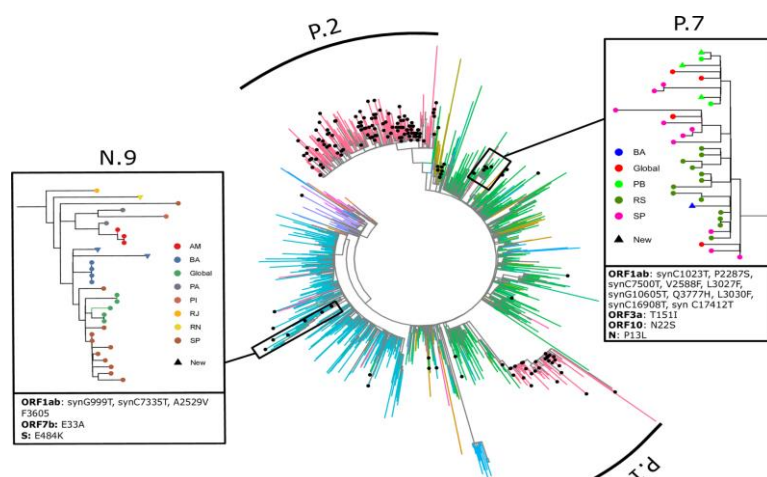 P.2
P.7
N.9
BA
Global
PB
RS
SP
New
ORF1ab: synC1023T, P2287S,
synC7500T, V2588F, L3027F,
synG10605T, Q3777H, L3030F,
synC16908T, syn C17412T
ORF3a: T151I
ORF10: N22S
N: P13L
AM
BA
Global
PA
PI
RJ
RN
SP
New
ORF1ab: synG999T, synC7335T, A2529V
F3605
ORF7b: E33A
S: E484K
P.1